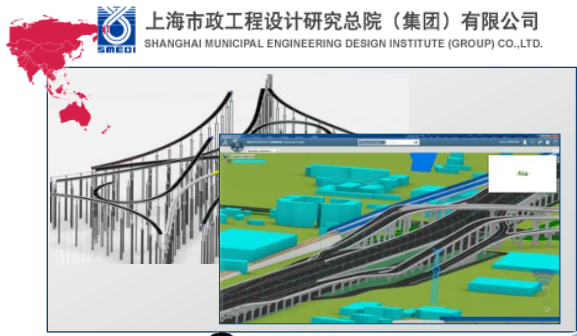 上海市政工程设计研究总院（集团）有限公司
SHANGHAI MUNICIPAL ENGINEERING DESIGN INSTITUTE (GROUP) CO.,LTD.
SMEDI